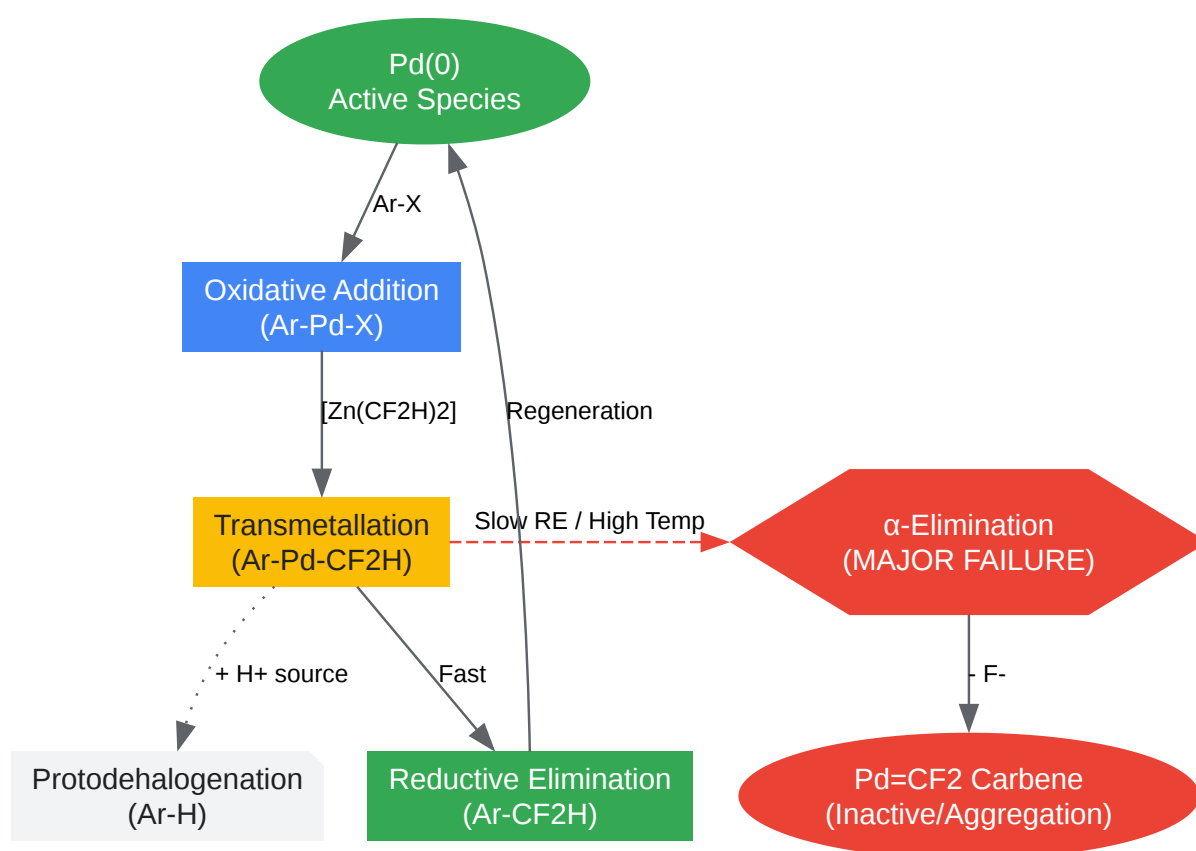 Pd(0)
Active Species
Ar-X
Oxidative Addition
(Ar-Pd-X)
[Zn(CF2H)2]
Regeneration
Transmetallation
(Ar-Pd-CF2H)
Slow RE / High Temp
α-Elimination
(MAJOR FAILURE)
+ H+ source
Fast
- F-
Protodehalogenation
(Ar-H)
Reductive Elimination
(Ar-CF2H)
Pd=CF2 Carbene
(Inactive/Aggregation)